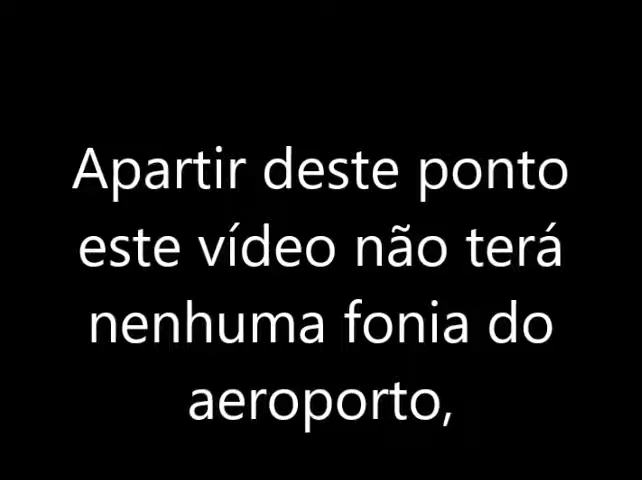 Apartir deste ponto
este vídeo não terá
nenhuma fonia do
aeroporto,